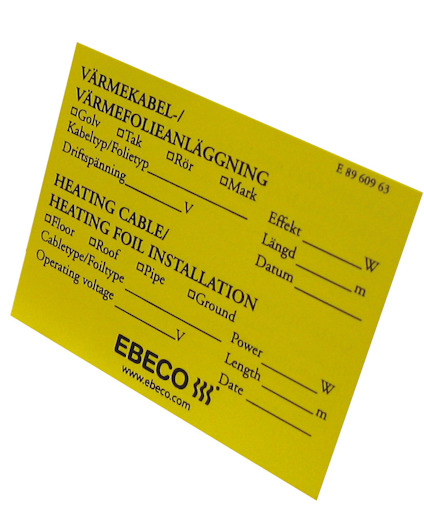 VÄRMEKABEL-/
VÄRMEFOLIEANLÄGGNING
E 89 609 63
Golv Tak Rör Mark
Kabeltyp/Folietyp Effekt W
Driftspänning V Längd m
Datum
HEATING CABLE/
HEATING FOIL INSTALLATION
Floor Roof Pipe Ground
Cabletype/Foiltype Power W
Operating voltage V Length m
Date
EBECO
www.ebeco.com